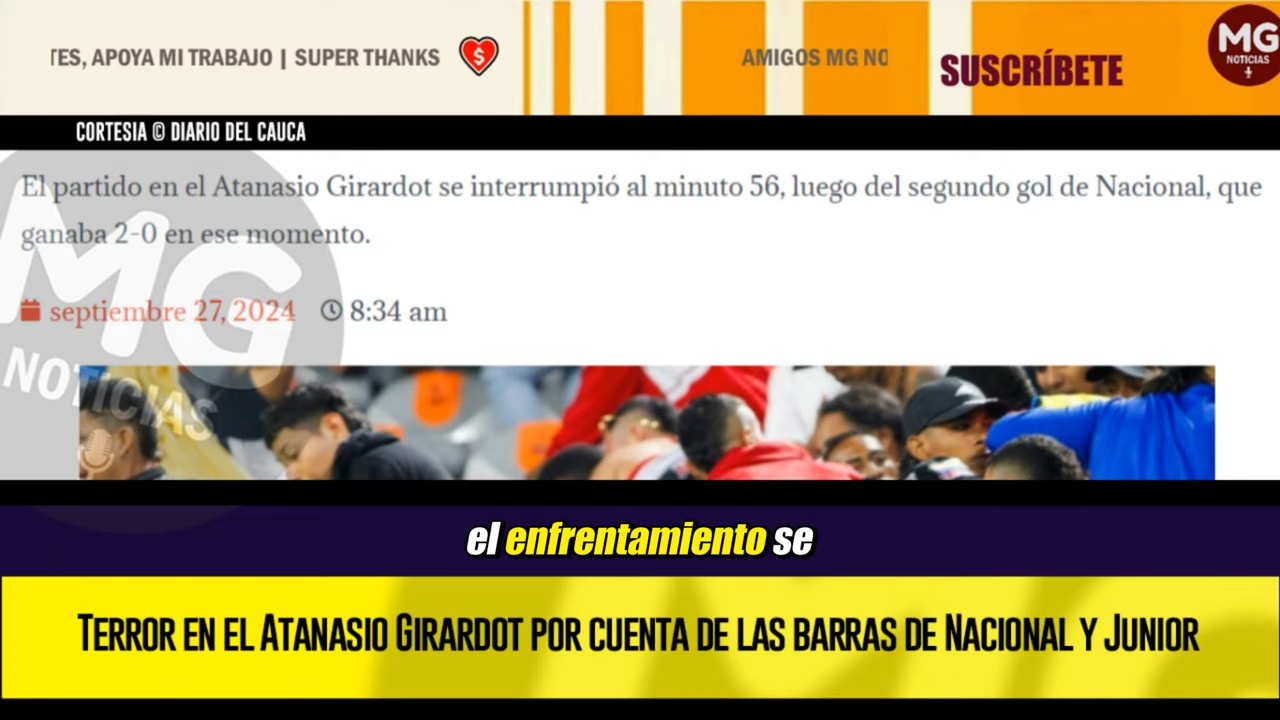 TES, APOYA MI TRABAJO | SUPER THANKS
$
AMIGOS MG NO
SUSCRÍBETE
MG
NOTICIAS
CORTESIA © DIARIO DEL CAUCA
El partido en el Atanasio Girardot se interrumpió al minuto 56, luego del segundo gol de Nacional, que
ganaba 2-0 en ese momento.
septiembre 27, 2024 8:34 am
MG
NOTICIAS
el enfrentamiento se
TERROR EN EL ATANASIO GIRARDOT POR CUENTA DE LAS BARRAS DE NACIONAL Y JUNIOR